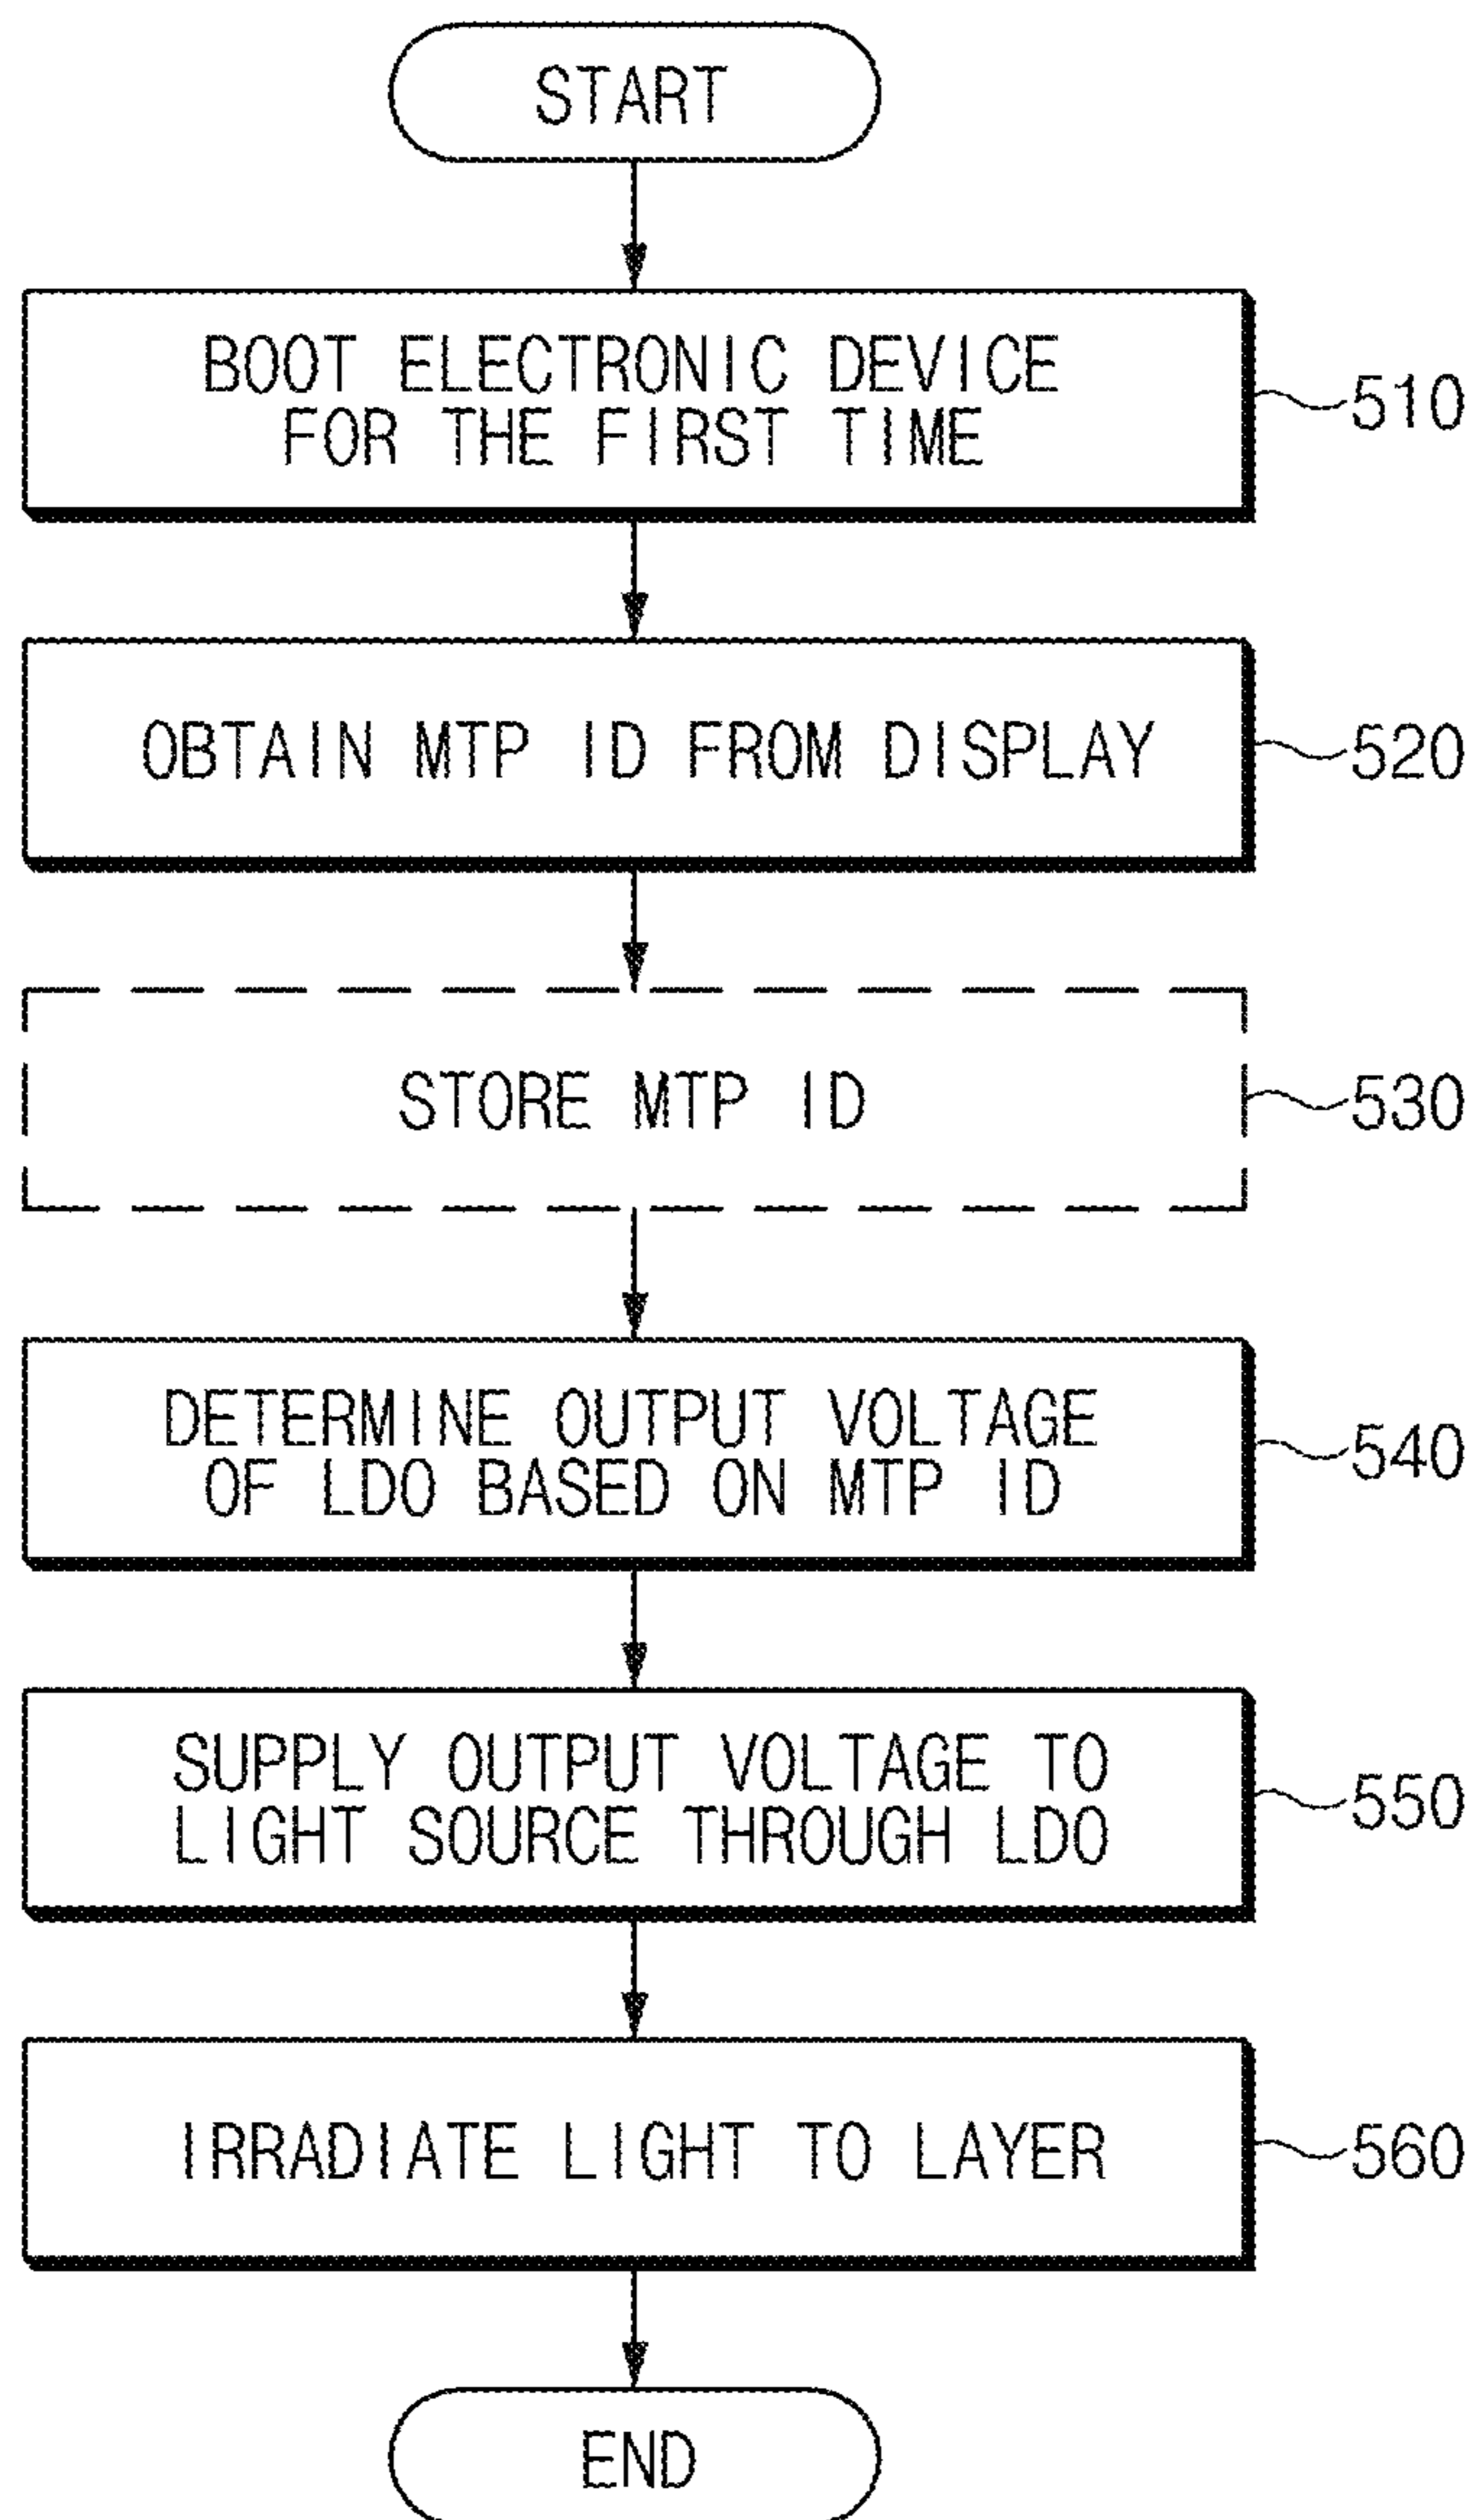 START
BOOT ELECTRONIC DEVICE
FOR THE FIRST TIME
510
OBTAIN MTP ID FROM DISPLAY
520
STORE MTP ID
530
DETERMINE OUTPUT VOLTAGE
OF LDO BASED ON MTP ID
540
SUPPLY OUTPUT VOLTAGE TO
LIGHT SOURCE THROUGH LDO
550
IRRADIATE LIGHT TO LAYER
560
END